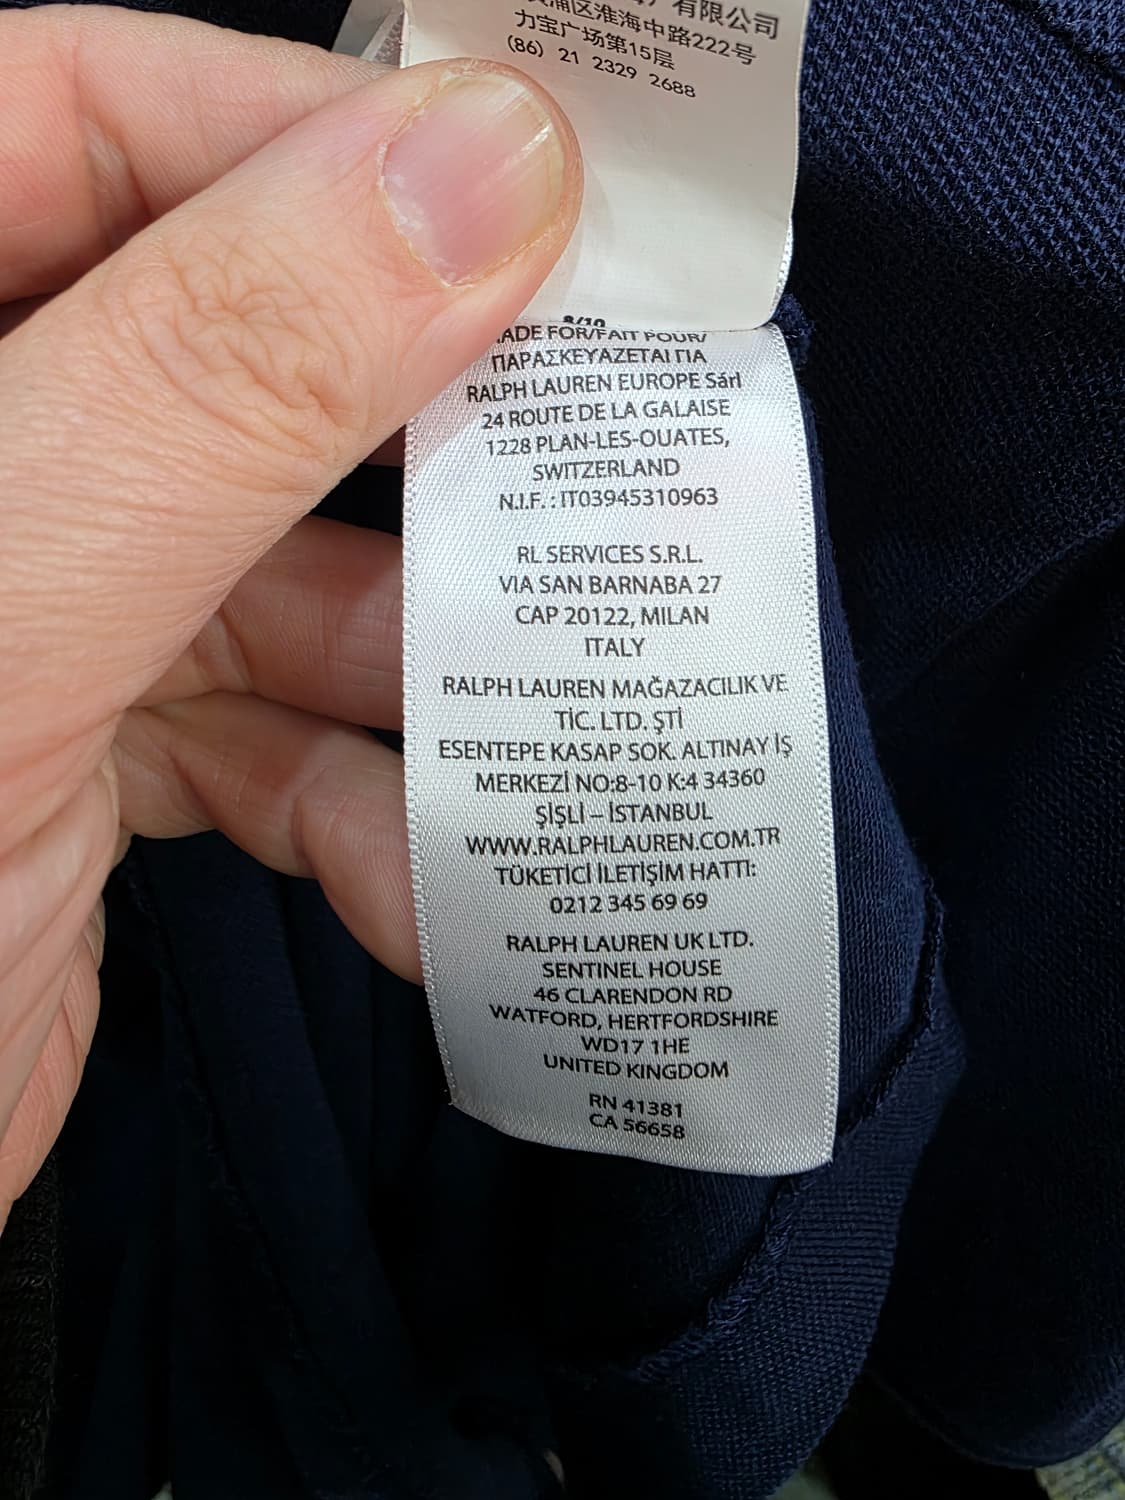 有限公司
区淮海中路222号
力宝广场第15层
(86) 21 2329 2688
8/10
ADE FOR/FAIT POUR/
ΠΑΡΑΣΚΕΥΑΖΕΤΑΙ ΓΙΑ
RALPH LAUREN EUROPE Sárl
24 ROUTE DE LA GALAISE
1228 PLAN-LES-OUATES,
SWITZERLAND
N.I.F. : IT03945310963
RL SERVICES S.R.L.
VIA SAN BARNABA 27
CAP 20122, MILAN
ITALY
RALPH LAUREN MAĞAZACILIK VE
TİC. LTD. ŞTİ
ESENTEPE KASAP SOK. ALTINAY İŞ
MERKEZİ NO:8-10 K:4 34360
ŞİŞLİ – İSTANBUL
WWW.RALPHLAUREN.COM.TR
TÜKETİCİ İLETİŞİM HATTI:
0212 345 69 69
RALPH LAUREN UK LTD.
SENTINEL HOUSE
46 CLARENDON RD
WATFORD, HERTFORDSHIRE
WD17 1HE
UNITED KINGDOM
RN 41381
CA 56658